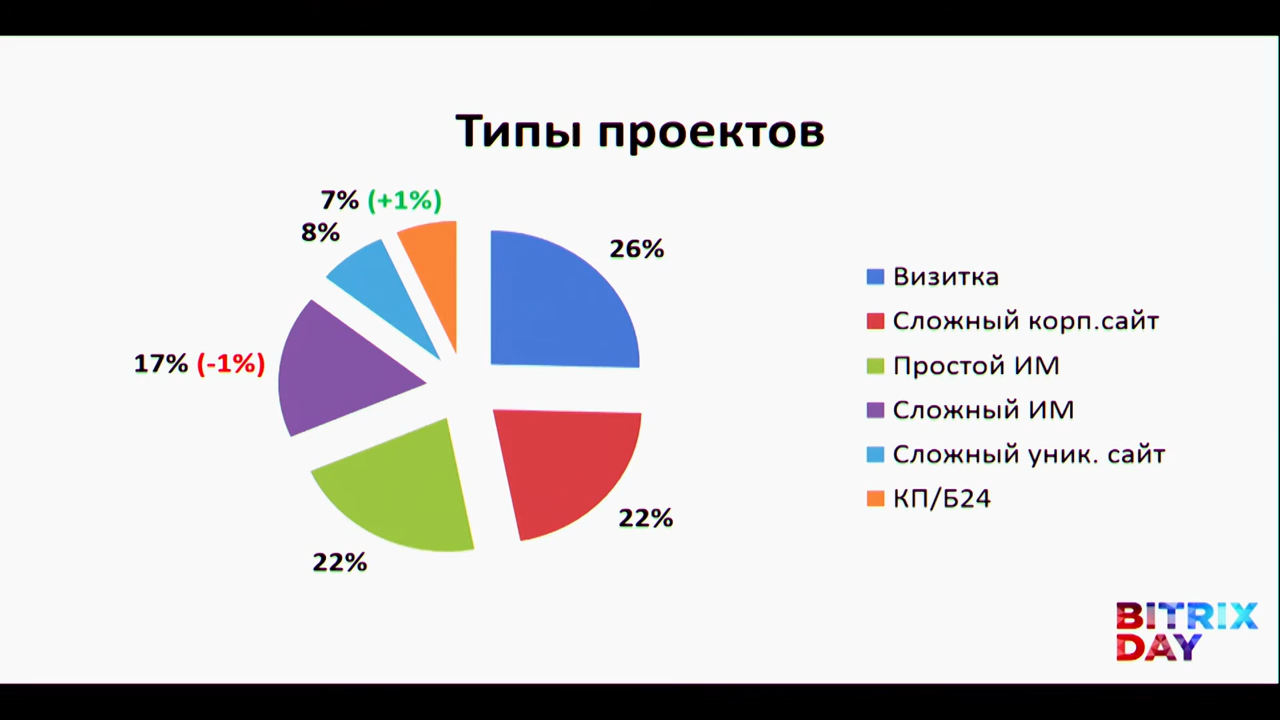 Типы проектов
7% (+1%)
8%
26%
17% (-1%)
22%
22%
Визитка
Сложный корп.сайт
Простой ИМ
Сложный ИМ
Сложный уник. сайт
КП/Б24
BITRIX
DAY